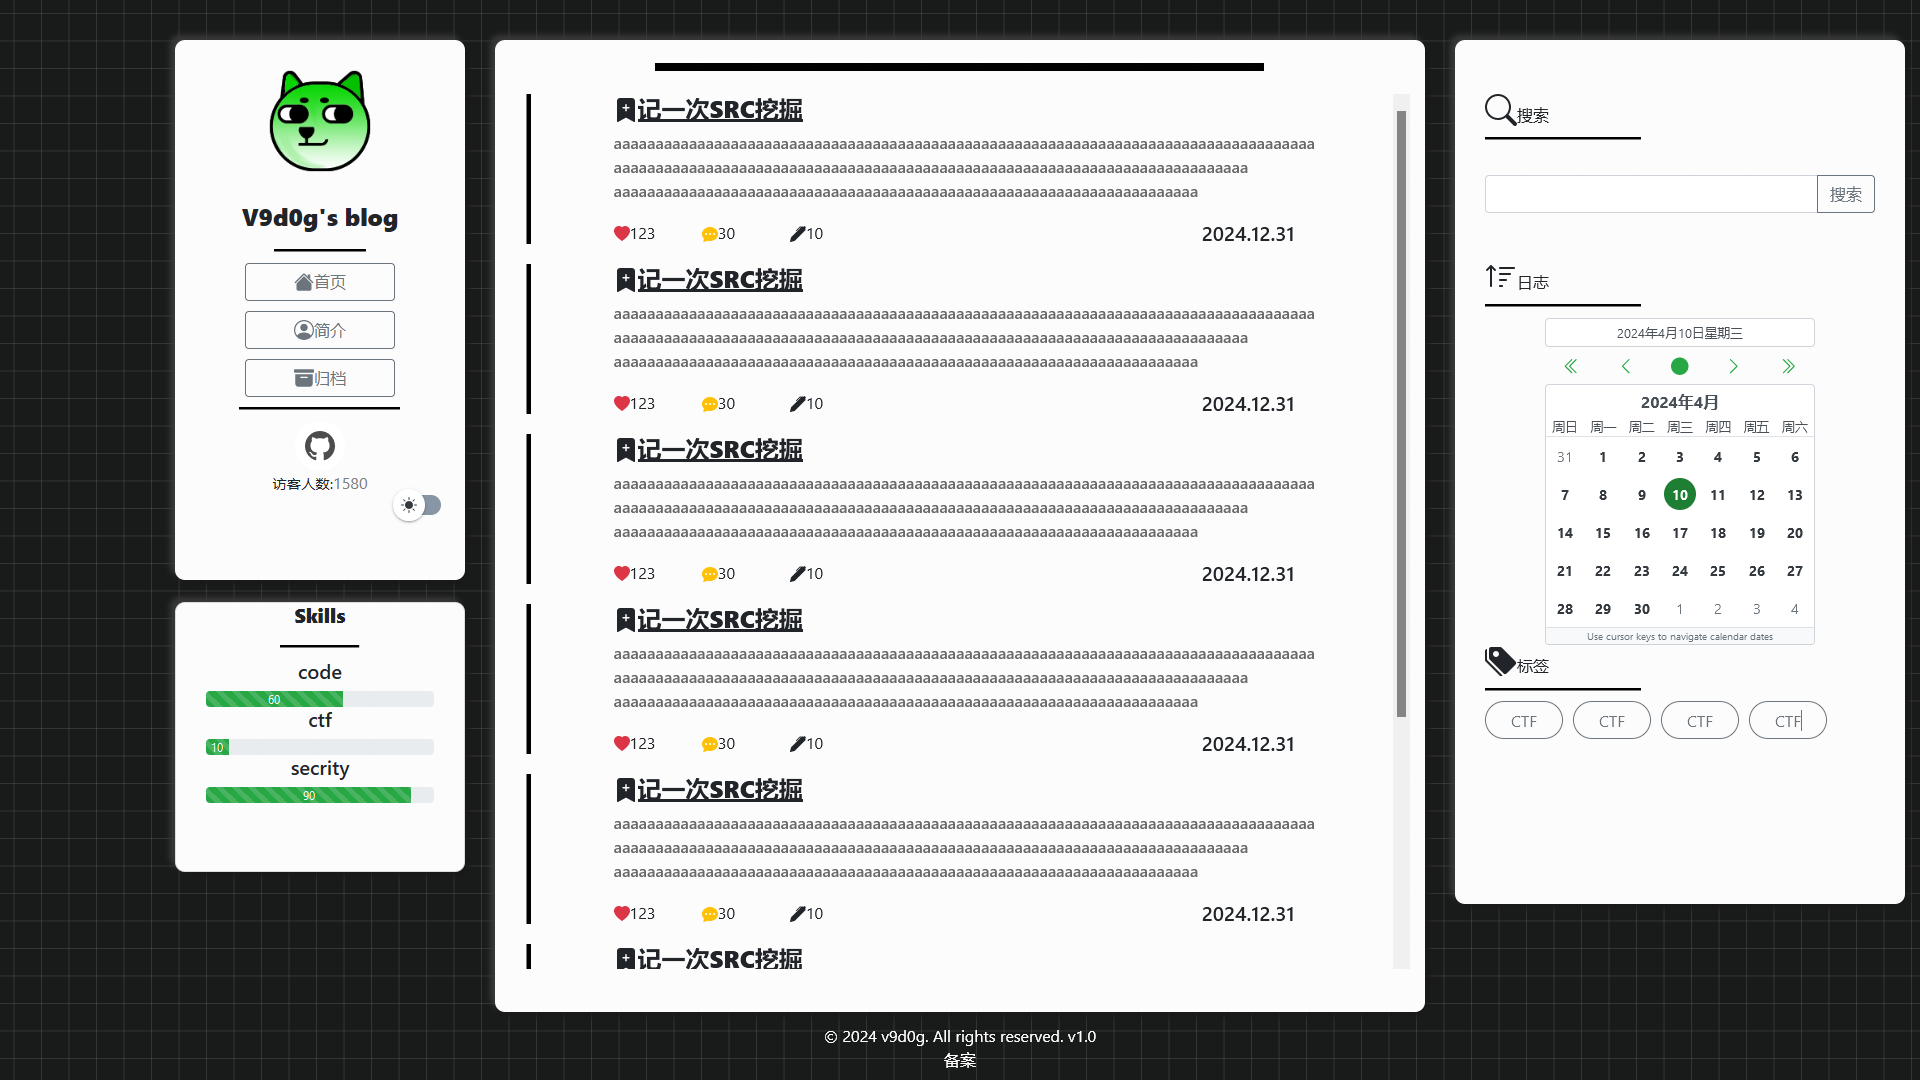 V9d0g's blog
首页
简介
归档
访客人数:1580
Skills
code
60
ctf
10
secrity
90
记一次SRC挖掘
123 30 10 2024.12.31
记一次SRC挖掘
123 30 10 2024.12.31
记一次SRC挖掘
123 30 10 2024.12.31
记一次SRC挖掘
123 30 10 2024.12.31
记一次SRC挖掘
123 30 10 2024.12.31
记一次SRC挖掘
搜索
搜索
日志
2024年4月10日星期三
2024年4月
周日 周一 周二 周三 周四 周五 周六
31 1 2 3 4 5 6
7 8 9 10 11 12 13
14 15 16 17 18 19 20
21 22 23 24 25 26 27
28 29 30 1 2 3 4
Use cursor keys to navigate calendar dates
标签
CTF CTF CTF CTF
© 2024 v9d0g. All rights reserved. v1.0
备案